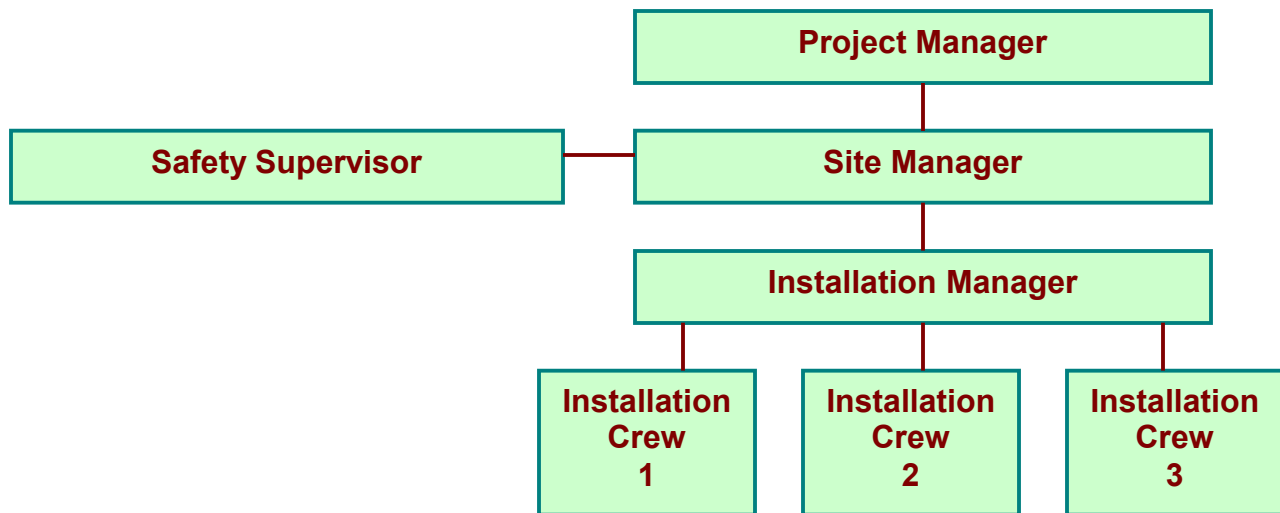 Project Manager
Safety Supervisor
Site Manager
Installation Manager
Installation
Crew
1
Installation
Crew
2
Installation
Crew
3